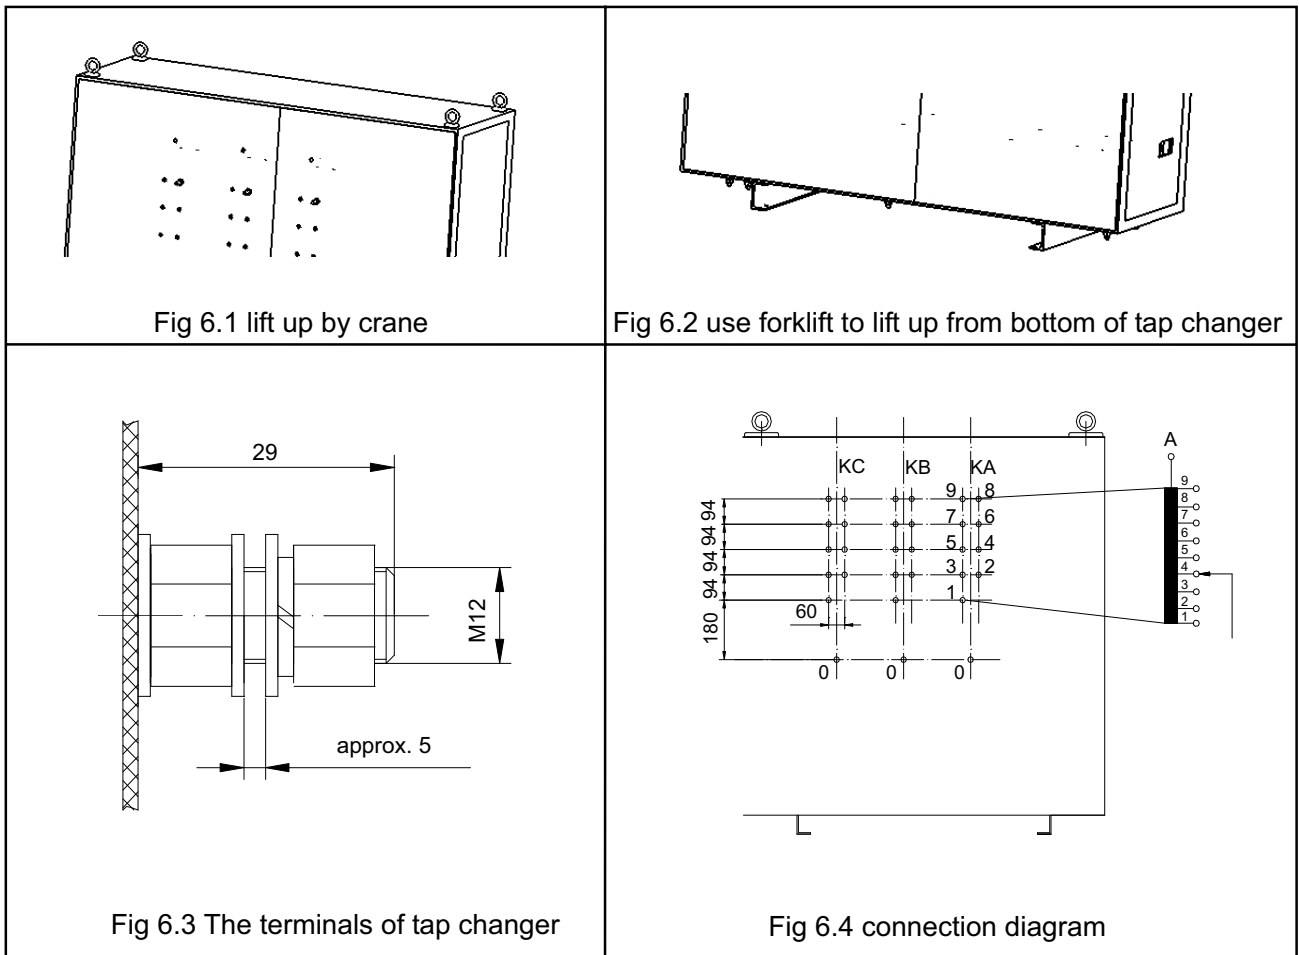 Fig 6.1 lift up by crane
Fig 6.2 use forklift to lift up from bottom of tap changer
29
M12
approx. 5
Fig 6.3 The terminals of tap changer
A
KC KB KA
9 8
7 6
5 4
3 2
1
94
94
94
94
180
60
0 0 0
9
8
7
6
5
4
3
2
1
Fig 6.4 connection diagram